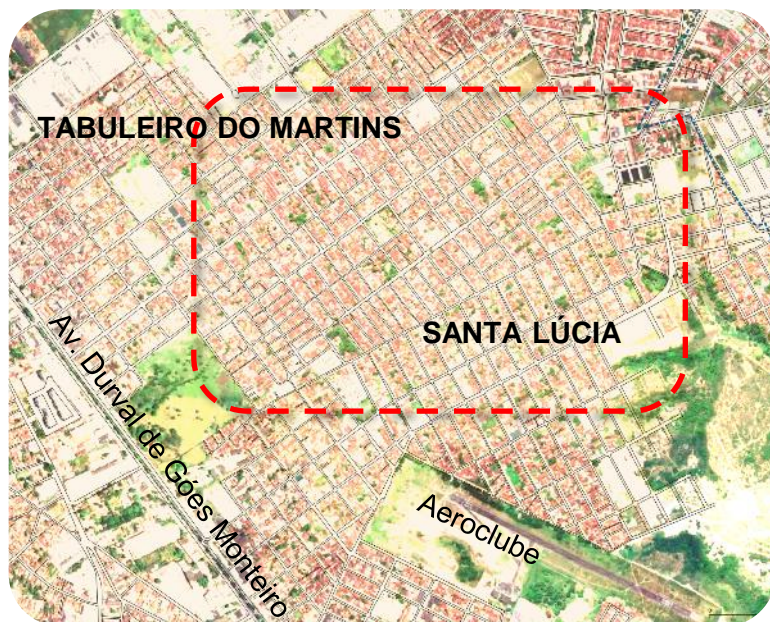 TABULEIRO DO MARTINS
SANTA LÚCIA
Av. Durval de Góes Monteiro
Aeroclube